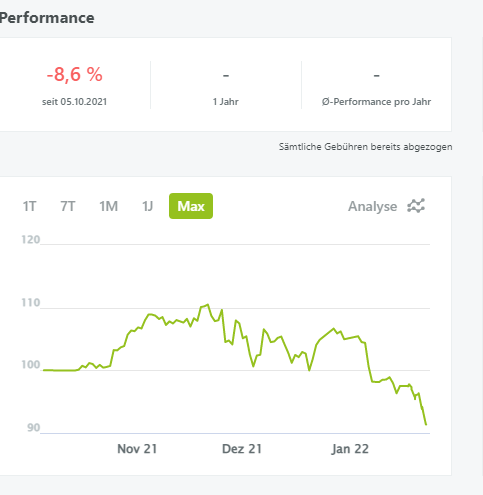 Performance
-8,6 %
-
-
seit 05.10.2021
1 Jahr
Ø-Performance pro Jahr
Sämtliche Gebühren bereits abgezogen
1T 7T 1M 1J Max Analyse
120
110
100
90
Nov 21 Dez 21 Jan 22